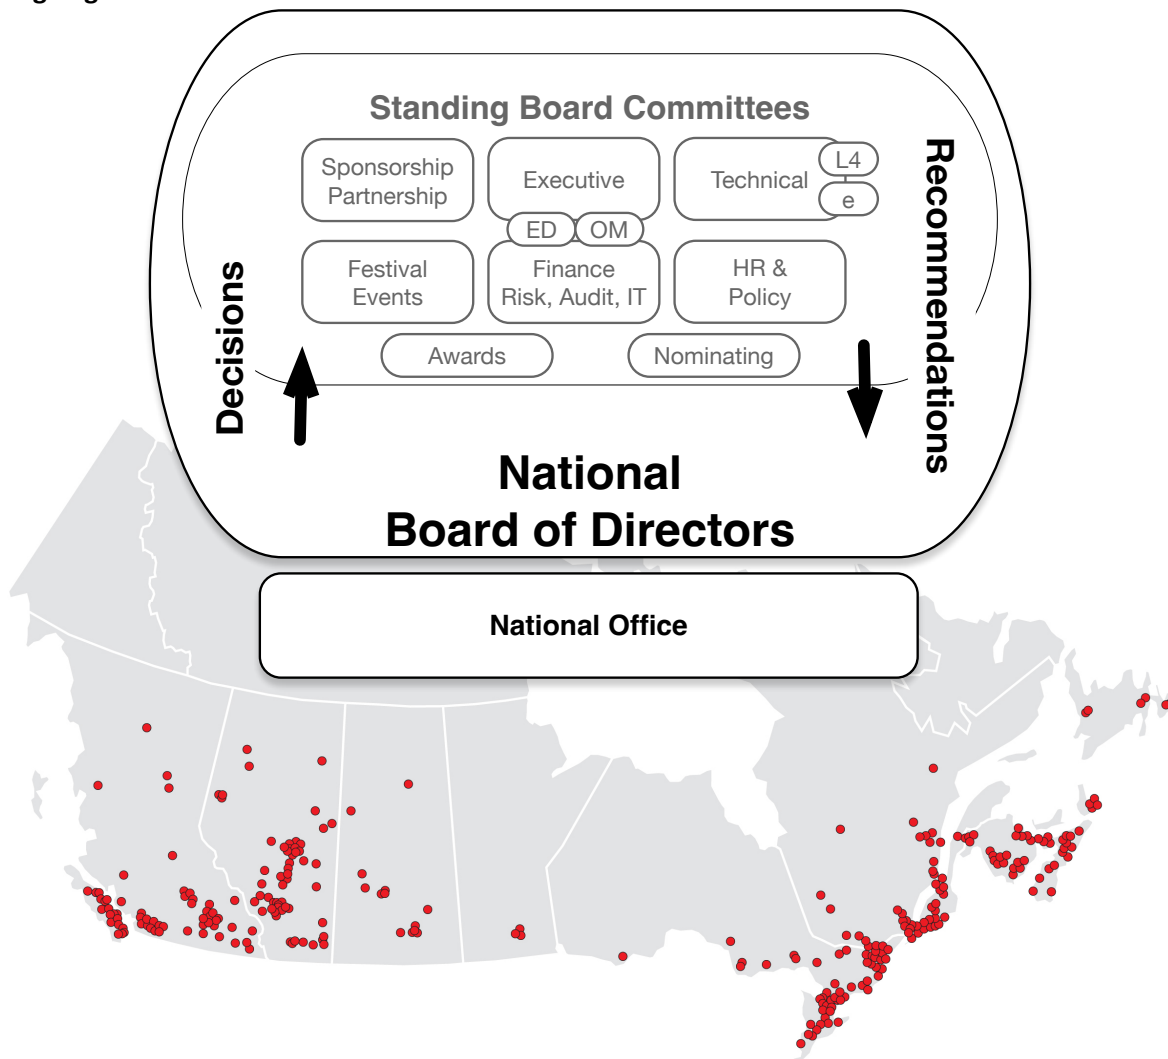 Standing Board Committees
Sponsorship
Partnership
Executive
Technical
L4
e
ED
OM
Festival
Events
Finance
Risk, Audit, IT
HR &
Policy
Awards
Nominating
Decisions
Recommendations
National
Board of Directors
National Office